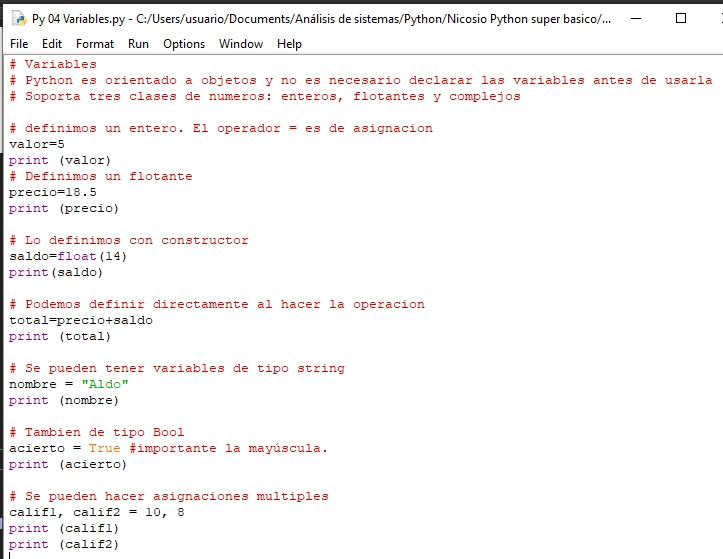 Py 04 Variables.py - C:/Users/usuario/Documents/Análisis de sistemas/Python/Nicosio Python super basico/...
File Edit Format Run Options Window Help
# Variables
# Python es orientado a objetos y no es necesario declarar las variables antes de usarla
# Soporta tres clases de numeros: enteros, flotantes y complejos
# definimos un entero. El operador = es de asignacion
valor=5
print (valor)
# Definimos un flotante
precio=18.5
print (precio)
# Lo definimos con constructor
saldo=float(14)
print(saldo)
# Podemos definir directamente al hacer la operacion
total=precio+saldo
print (total)
# Se pueden tener variables de tipo string
nombre = "Aldo"
print (nombre)
# Tambien de tipo Bool
acierto = True #importante la mayúscula.
print (acierto)
# Se pueden hacer asignaciones multiples
calif1, calif2 = 10, 8
print (calif1)
print (calif2)